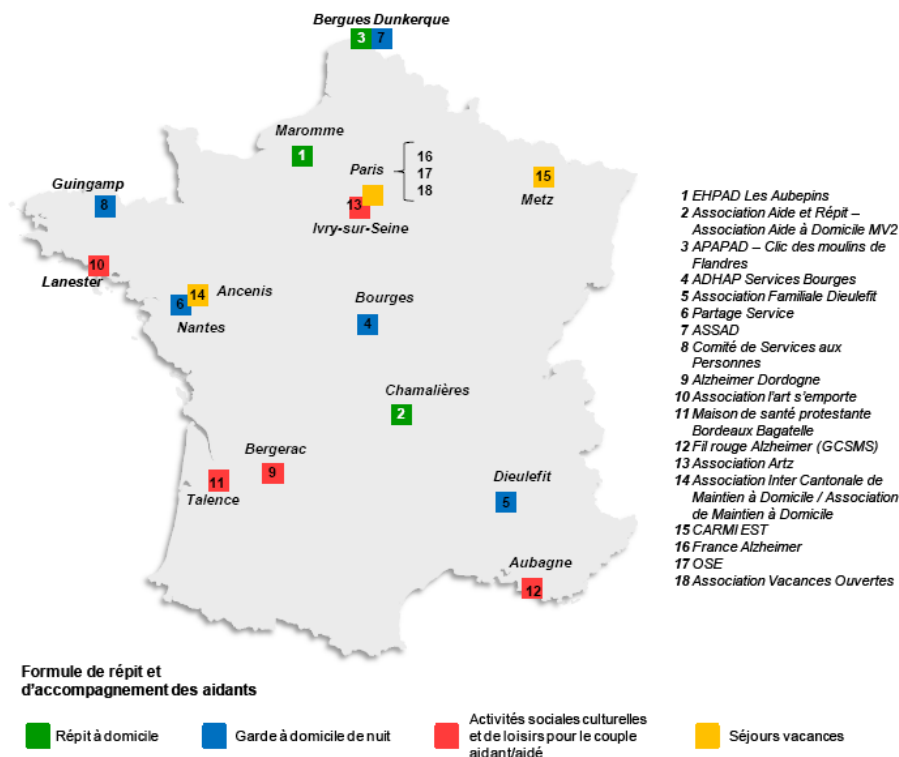 Bergues Dunkerque
3 7
Maromme
1
Paris
16
17
18
15
Metz
Guingamp
8
13
Ivry-sur-Seine
10
Lanester
Ancenis
14
6
Nantes
Bourges
4
Chamalières
2
Bergerac
9
11
Talence
Dieulefit
5
Aubagne
12
1 EHPAD Les Aubepins
2 Association Aide et Répit –
Association Aide à Domicile MV2
3 APAPAD – Clic des moulins de
Flandres
4 ADHAP Services Bourges
5 Association Familiale Dieulefit
6 Partage Service
7 ASSAD
8 Comité de Services aux
Personnes
9 Alzheimer Dordogne
10 Association l'art s'emporte
11 Maison de santé protestante
Bordeaux Bagatelle
12 Fil rouge Alzheimer (GCSMS)
13 Association Artz
14 Association Inter Cantonale de
Maintien à Domicile / Association
de Maintien à Domicile
15 CARMI EST
16 France Alzheimer
17 OSE
18 Association Vacances Ouvertes
Formule de répit et
d'accompagnement des aidants
Répit à domicile
Garde à domicile de nuit
Activités sociales culturelles
et de loisirs pour le couple
aidant/aidé
Séjours vacances